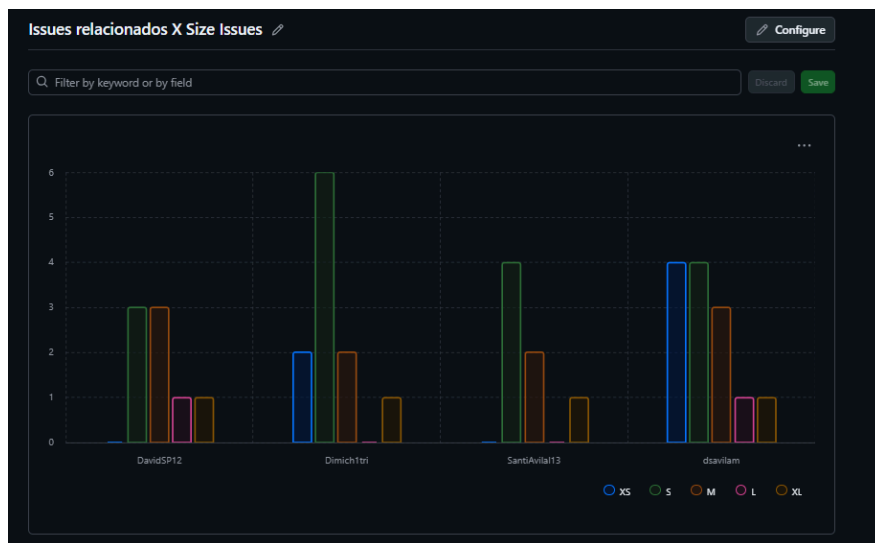 Issues relacionados X Size Issues
Configure
Filter by keyword or by field
Discard
Save
...
6
5
4
3
2
1
0
DavidSP12
Dimich1tri
SantiAvilal13
dsavilam
XS
S
M
L
XL